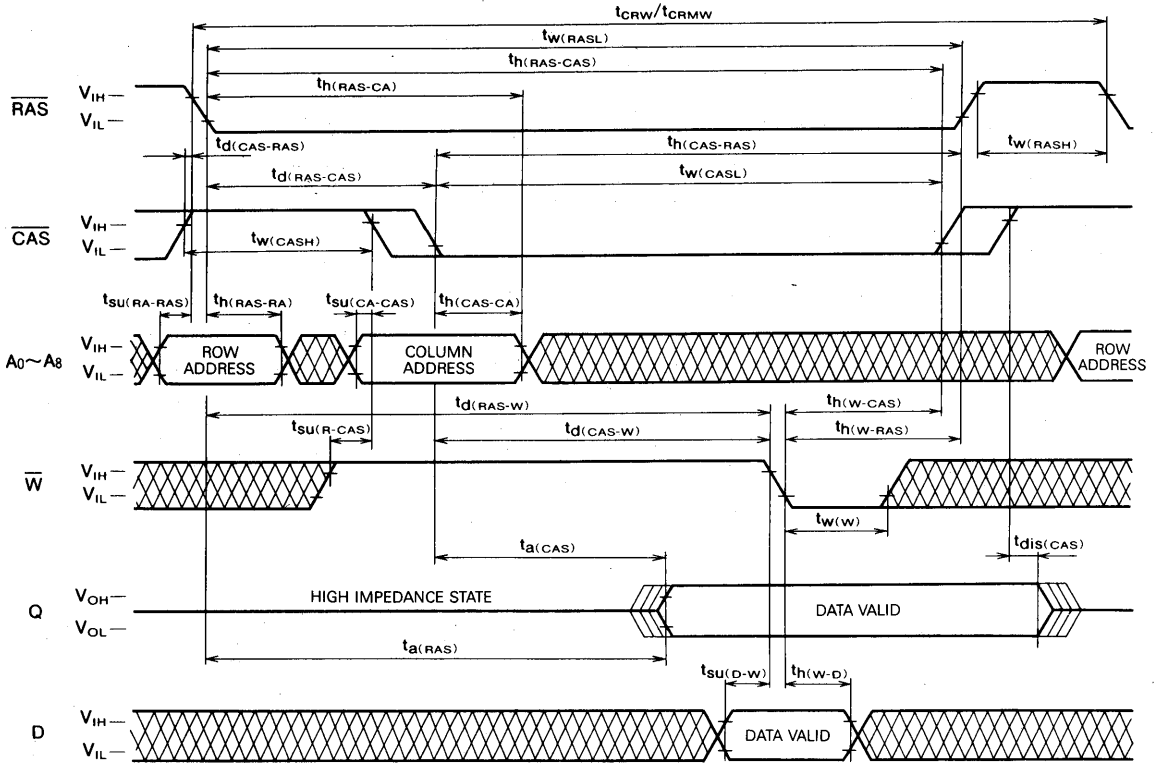 tCRW/tCRMW
tw(RASL)
th(RAS-CAS)
th(RAS-CA)
RAS
VIH
VIL
td(CAS-RAS)
th(CAS-RAS)
tw(RASH)
td(RAS-CAS)
tw(CASL)
CAS
VIH
VIL
tw(CASH)
tsu(RA-RAS)
th(RAS-RA)
tsu(CA-CAS)
th(CAS-CA)
A0~A8
VIH
VIL
ROW
ADDRESS
COLUMN
ADDRESS
ROW
ADDRESS
td(RAS-W)
th(W-CAS)
tsu(R-CAS)
td(CAS-W)
th(W-RAS)
W
VIH
VIL
tw(W)
ta(CAS)
tdis(CAS)
Q
VOH
VOL
HIGH IMPEDANCE STATE
DATA VALID
ta(RAS)
tsu(D-W)
th(W-D)
D
VIH
VIL
DATA VALID